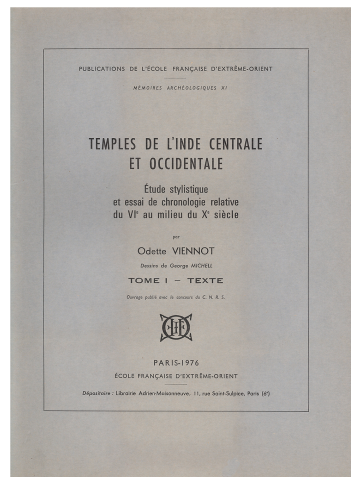 PUBLICATIONS DE L'ÉCOLE FRANÇAISE D'EXTRÊME-ORIENT
MÉMOIRES ARCHÉOLOGIQUES XI
TEMPLES DE L'INDE CENTRALE
ET OCCIDENTALE
Étude stylistique
et essai de chronologie relative
du VIe au milieu du Xe siècle
par
Odette VIENNOT
Dessins de George MICHELL
TOME I – TEXTE
Ouvrage publié avec le concours du C. N. R. S.
PARIS-1976
ÉCOLE FRANÇAISE D'EXTRÊME-ORIENT
Dépositaire : Librairie Adrien-Maisonneuve, 11, rue Saint-Sulpice, Paris (6e)